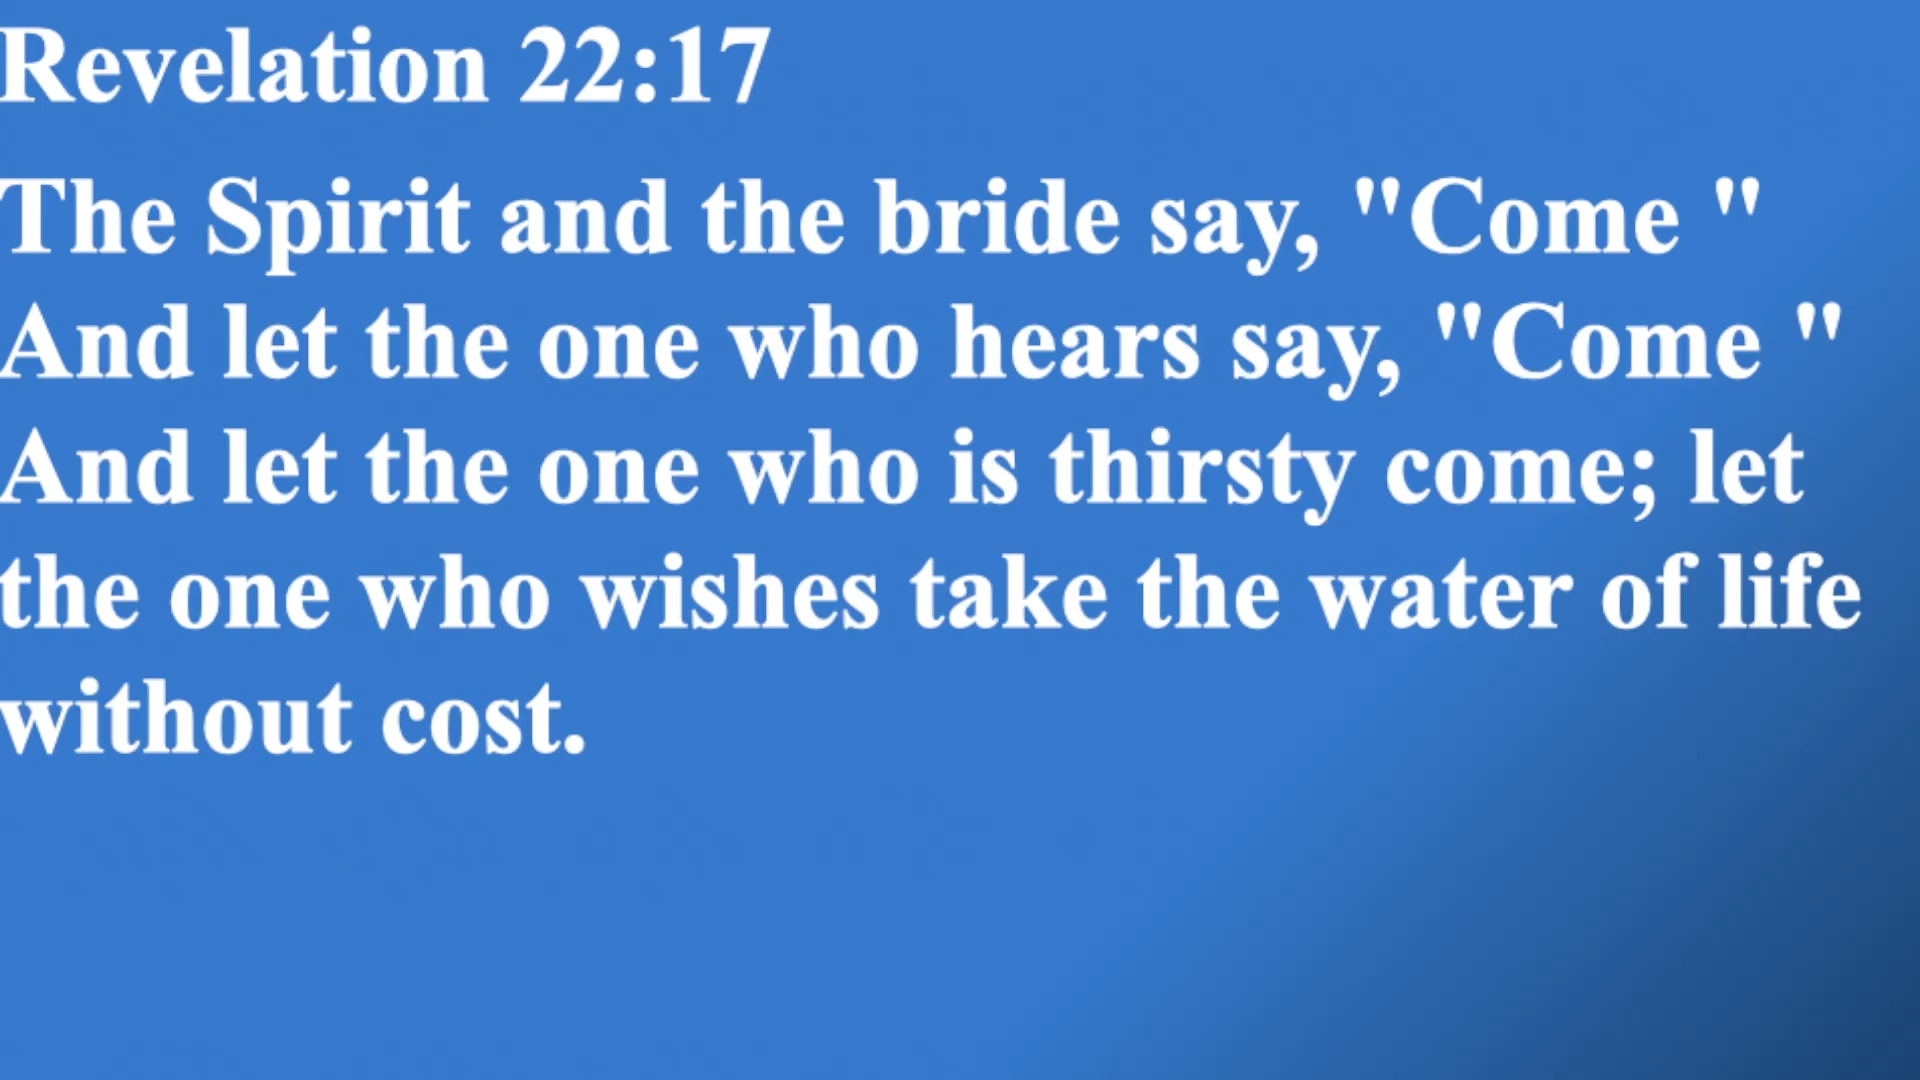 Revelation 22:17
The Spirit and the bride say, "Come "
And let the one who hears say, "Come "
And let the one who is thirsty come; let
the one who wishes take the water of life
without cost.